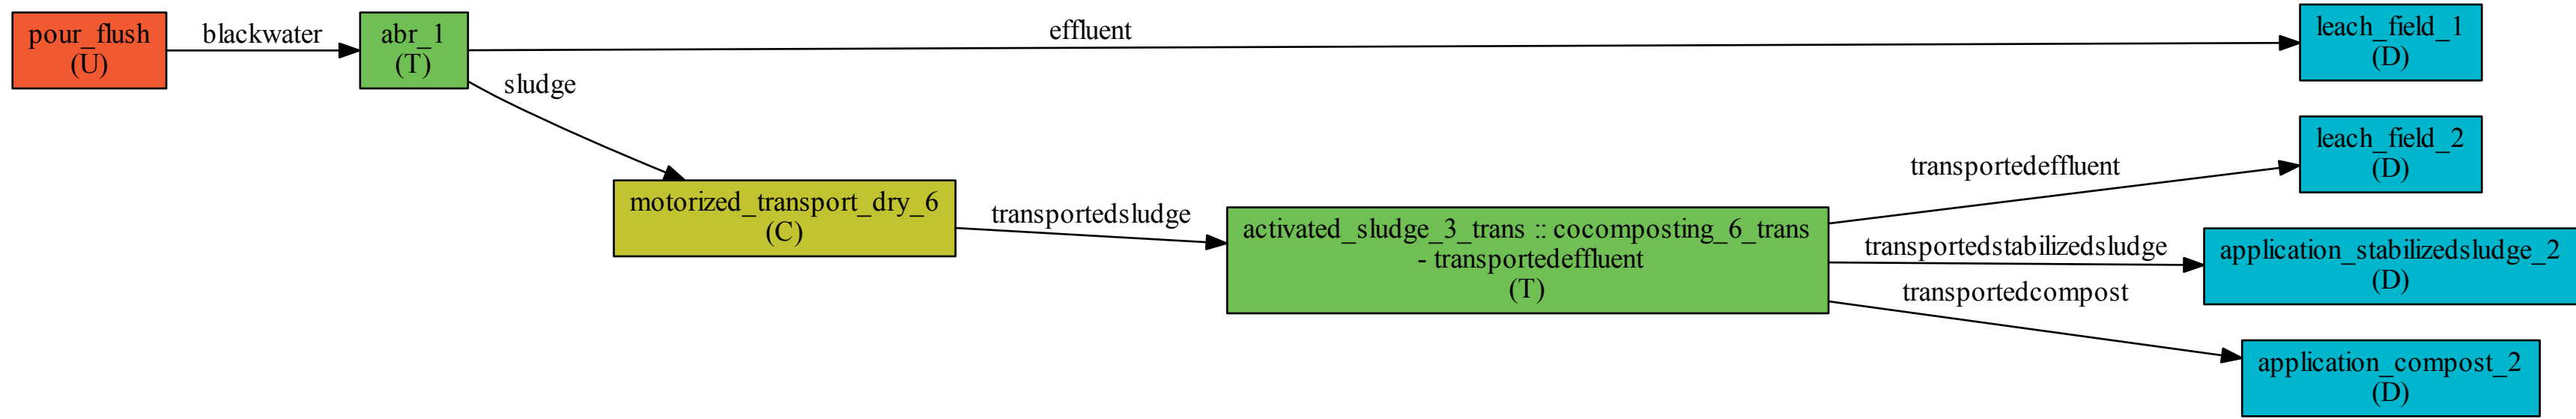 pour_flush
(U)
blackwater
abr_1
(T)
effluent
sludge
leach_field_1
(D)
motorized_transport_dry_6
(C)
transportedsludge
activated_sludge_3_trans :: cocomposting_6_trans
- transportedeffluent
(T)
transportedeffluent
leach_field_2
(D)
transportedstabilizedsludge
application_stabilizedsludge_2
(D)
transportedcompost
application_compost_2
(D)